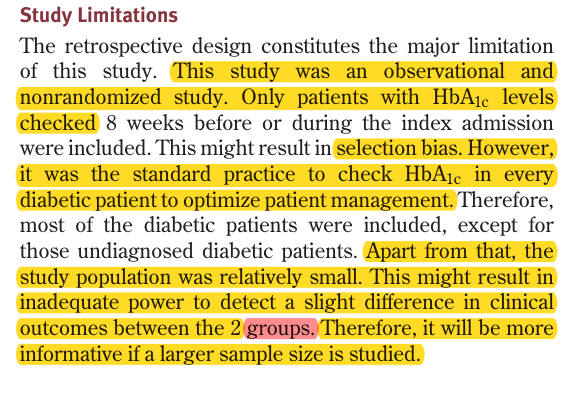 Study Limitations
The retrospective design constitutes the major limitation
of this study. This study was an observational and
nonrandomized study. Only patients with HbA1c levels
checked 8 weeks before or during the index admission
were included. This might result in selection bias. However,
it was the standard practice to check HbA1c in every
diabetic patient to optimize patient management. Therefore,
most of the diabetic patients were included, except for
those undiagnosed diabetic patients. Apart from that, the
study population was relatively small. This might result in
inadequate power to detect a slight difference in clinical
outcomes between the 2 groups. Therefore, it will be more
informative if a larger sample size is studied.